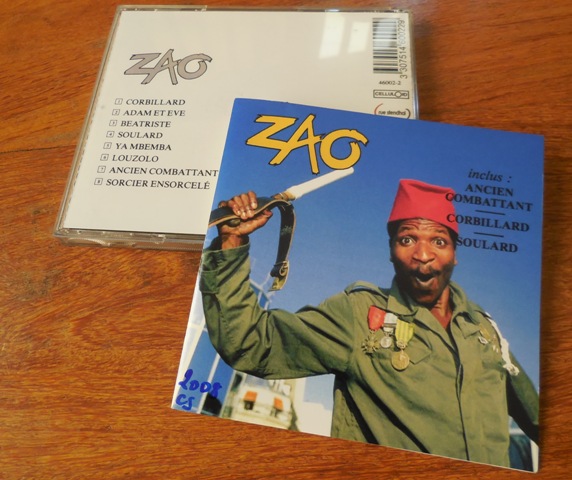 ZAO
1 CORBILLARD
2 ADAM ET EVE
3 BEATRISTE
4 SOULARD
5 YA MBEMBA
6 LOUZOLO
7 ANCIEN COMBATTANT
8 SORCIER ENSORCELÉ
46002-2
CELLULOID
ZAO
inclus :
ANCIEN
COMBATTANT
CORBILLARD
SOULARD
2008
CS